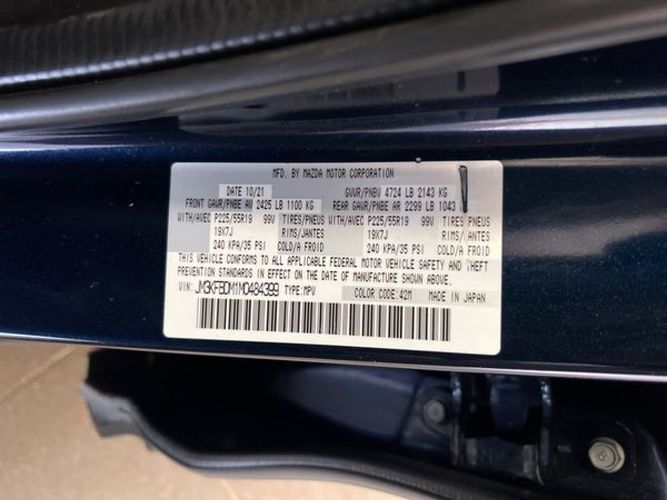 MFD. BY MAZDA MOTOR CORPORATION
DATE 10/21 GVWR/PNBV 4724 LB 2143 KG
FRONT GAWR/PNBE AV 2425 LB 1100 KG REAR GAWR/PNBE AR 2299 LB 1043
WITH/AVEC P225/55R19 99V TIRES/PNEUS WITH/AVEC P225/55R19 99V TIRES/PNEUS
19X7J RIMS/JANTES 19X7J RIMS/JANTES
240 KPA/35 PSI COLD/A FROID 240 KPA/35 PSI COLD/A FROID
THIS VEHICLE CONFORMS TO ALL APPLICABLE FEDERAL MOTOR VEHICLE SAFETY AND THEFT
PREVENTION STANDARDS IN EFFECT ON THE DATE OF MANUFACTURE SHOWN ABOVE.
VIN: JM3KFBDM1M0484399 TYPE:MPV COLOR CODE:42M MADE IN JAPAN